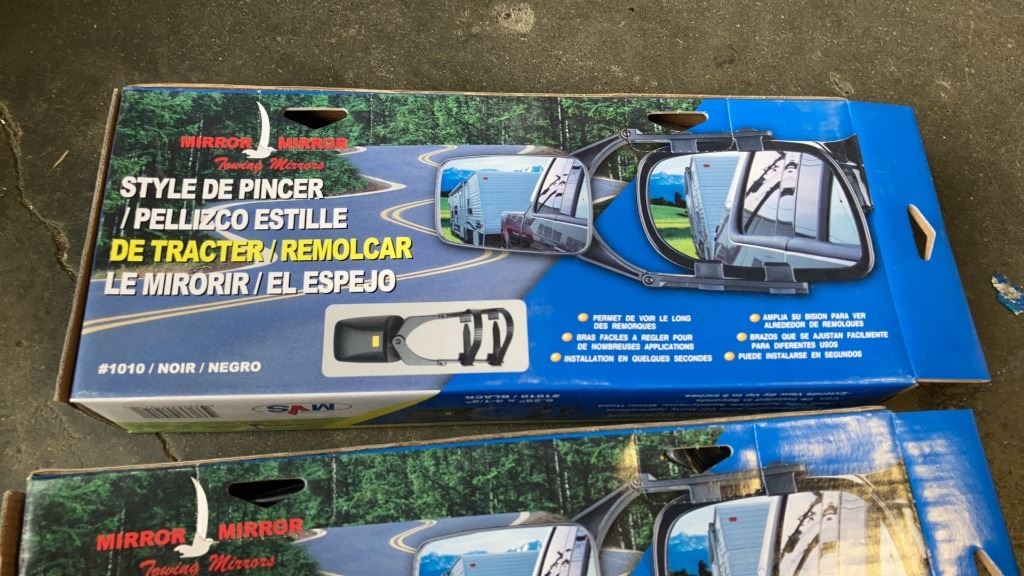 MIRROR MIRROR
Towing Mirrors
STYLE DE PINCER
/ PELLIZCO ESTILLE
DE TRACTER / REMOLCAR
LE MIRORIR / EL ESPEJO
#1010 / NOIR / NEGRO
PERMET DE VOIR LE LONG
DES REMORQUES
BRAS FACILES A REGLER POUR
DE NOMBREUSES APPLICATIONS
INSTALLATION EN QUELQUES SECONDES
AMPLIA SU BISION PARA VER
ALREDEDOR DE REMOLQUES
BRAZOS QUE SE AJUSTAN FACILMENTE
PARA DIFERENTES USOS
PUEDE INSTALARSE EN SEGUNDOS
#1010 / BLACK
MIRROR MIRROR
Towing Mirrors